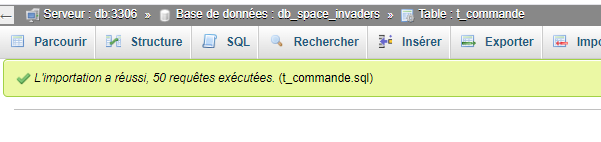 Serveur : db:3306 » Base de données : db_space_invaders » Table : t_commande
Parcourir Structure SQL Rechercher Insérer Exporter Impo
L'importation a réussi, 50 requêtes exécutées. (t_commande.sql)